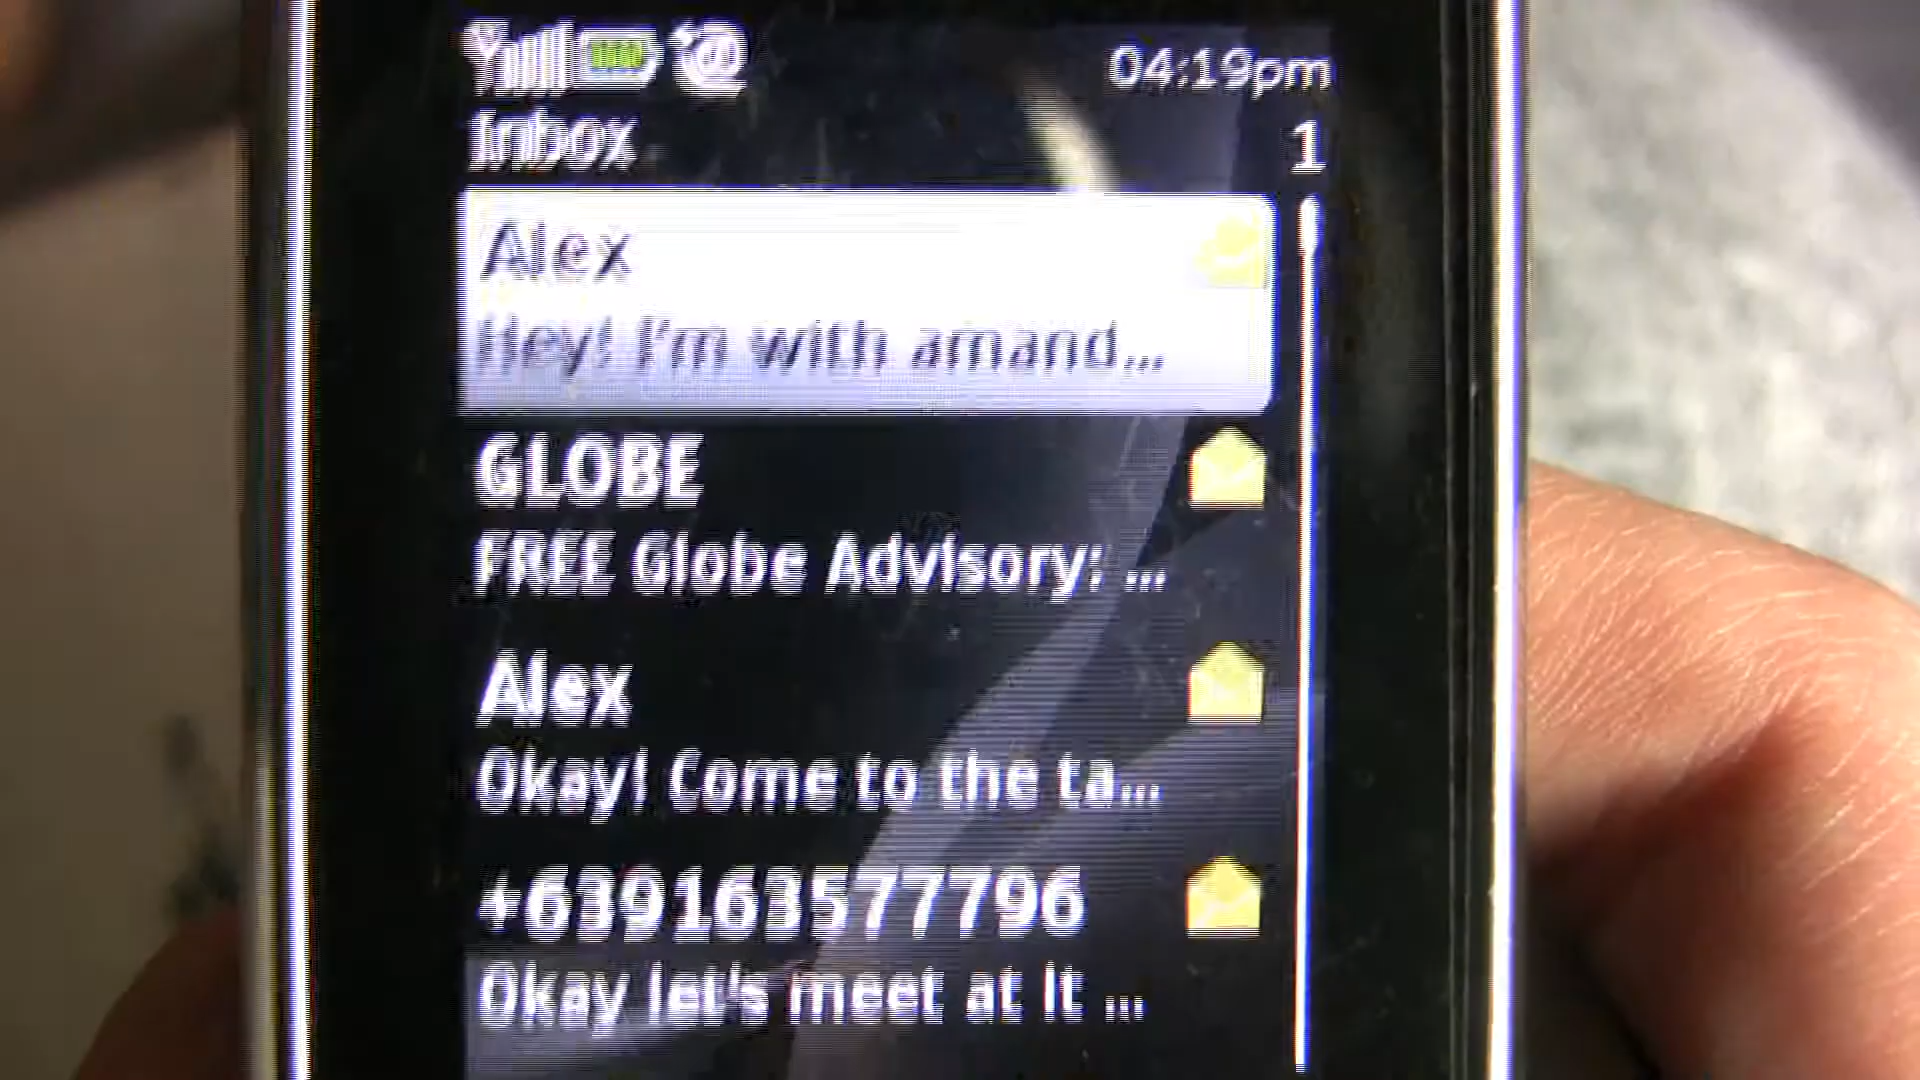 04:19pm
Inbox 1
Alex
Hey! I'm with amand...
GLOBE
FREE Globe Advisory: ...
Alex
Okay! Come to the ta...
+639163577796
Okay let's meet at It ...